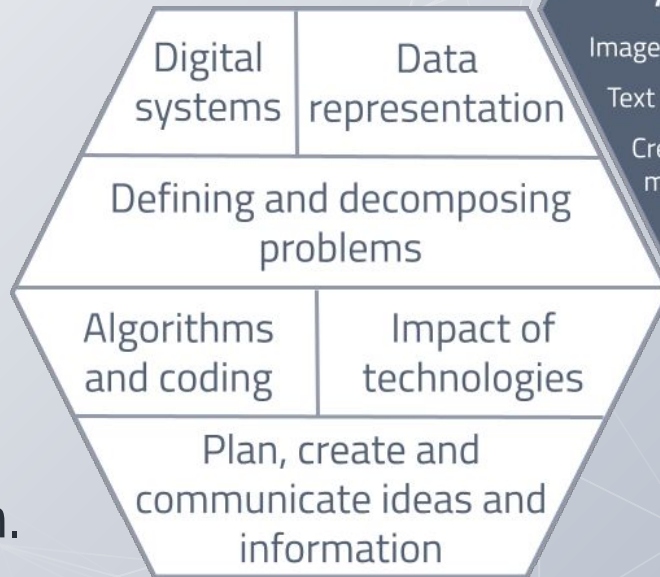 Digital
systems
Data
representation
Defining and decomposing
problems
Algorithms
and coding
Impact of
technologies
Plan, create and
communicate ideas and
information
Image
Text